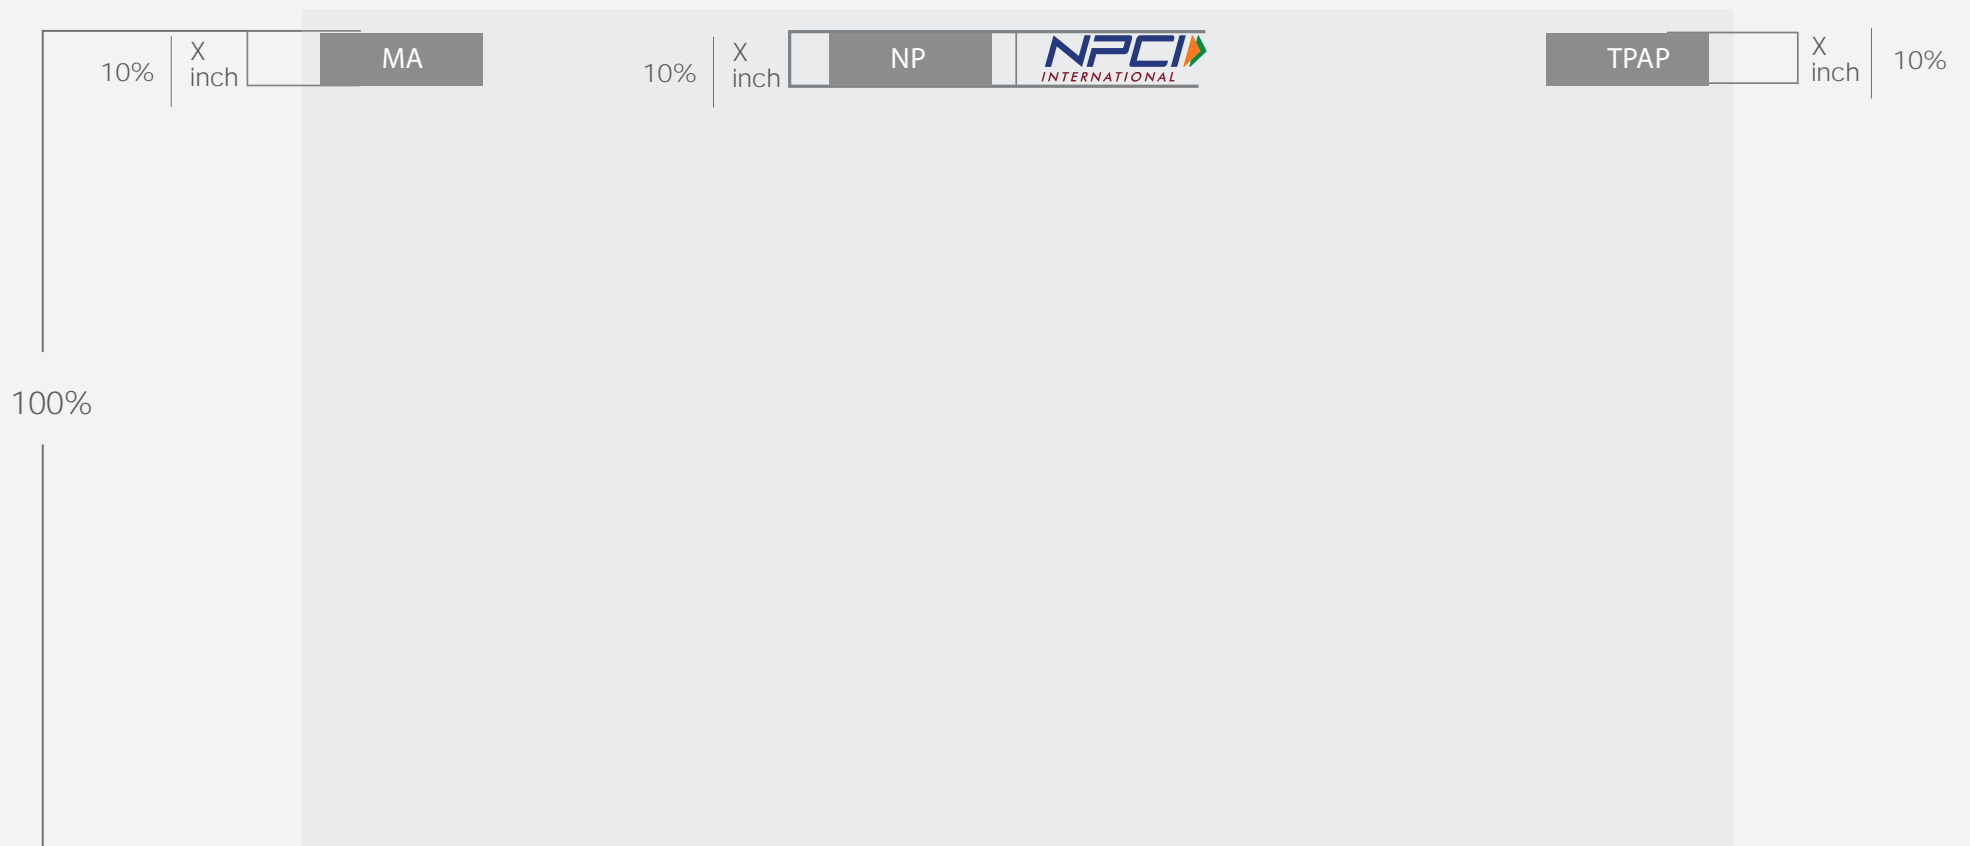 10%
X
inch
MA
10%
X
inch
NP
NPCI
INTERNATIONAL
TPAP
X
inch
10%
100%